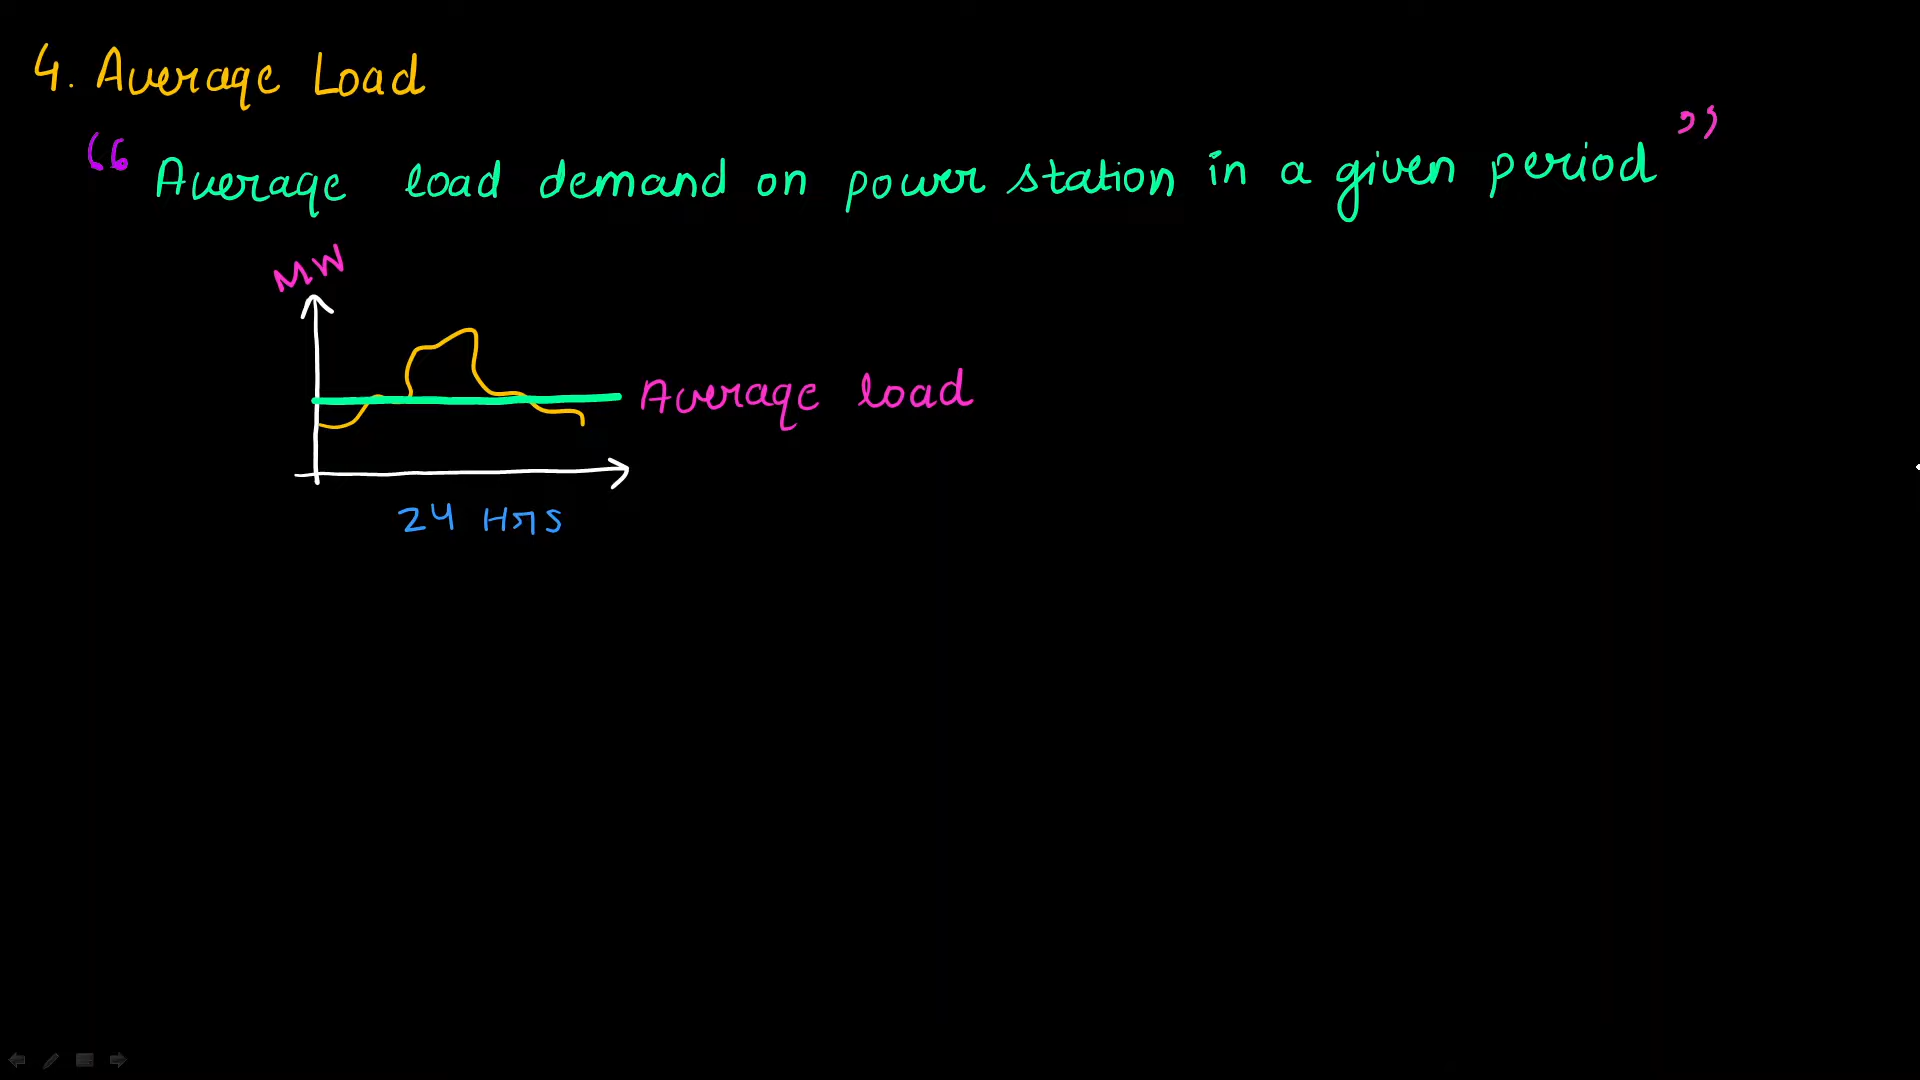 4. Average Load
“ Average load demand on power station in a given period ”
MW
Average load
24 Hrs